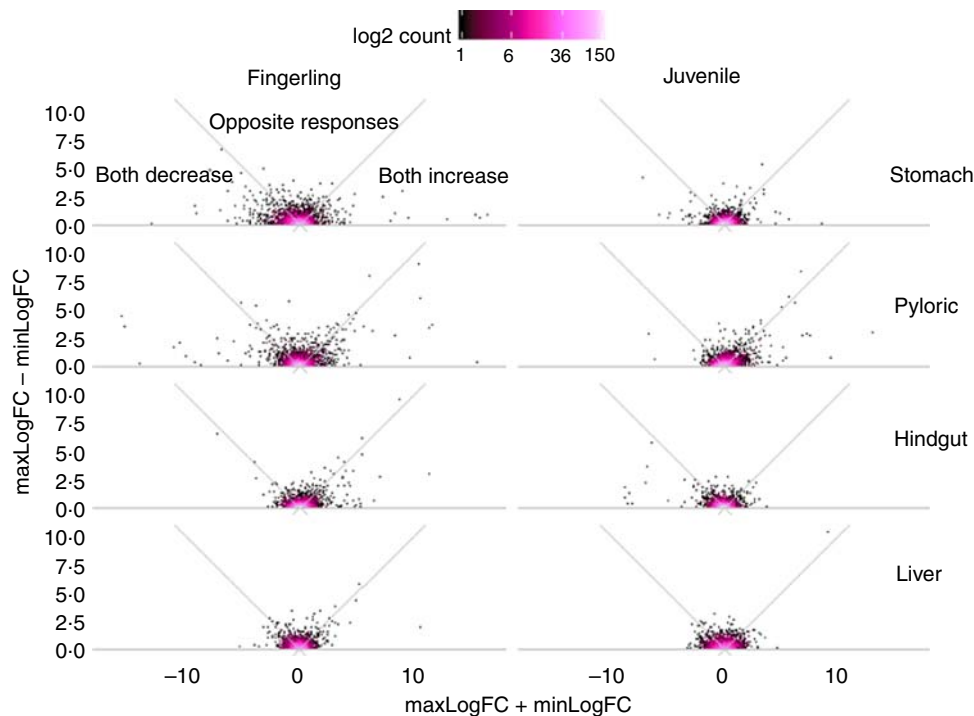 log2 count
1 6 36 150
Fingerling Juvenile
Opposite responses
Both decrease Both increase
Stomach
10·0
7·5
5·0
2·5
0·0
Pyloric
10·0
7·5
5·0
2·5
0·0
Hindgut
10·0
7·5
5·0
2·5
0·0
Liver
10·0
7·5
5·0
2·5
0·0
maxLogFC – minLogFC
–10 0 10 –10 0 10
maxLogFC + minLogFC